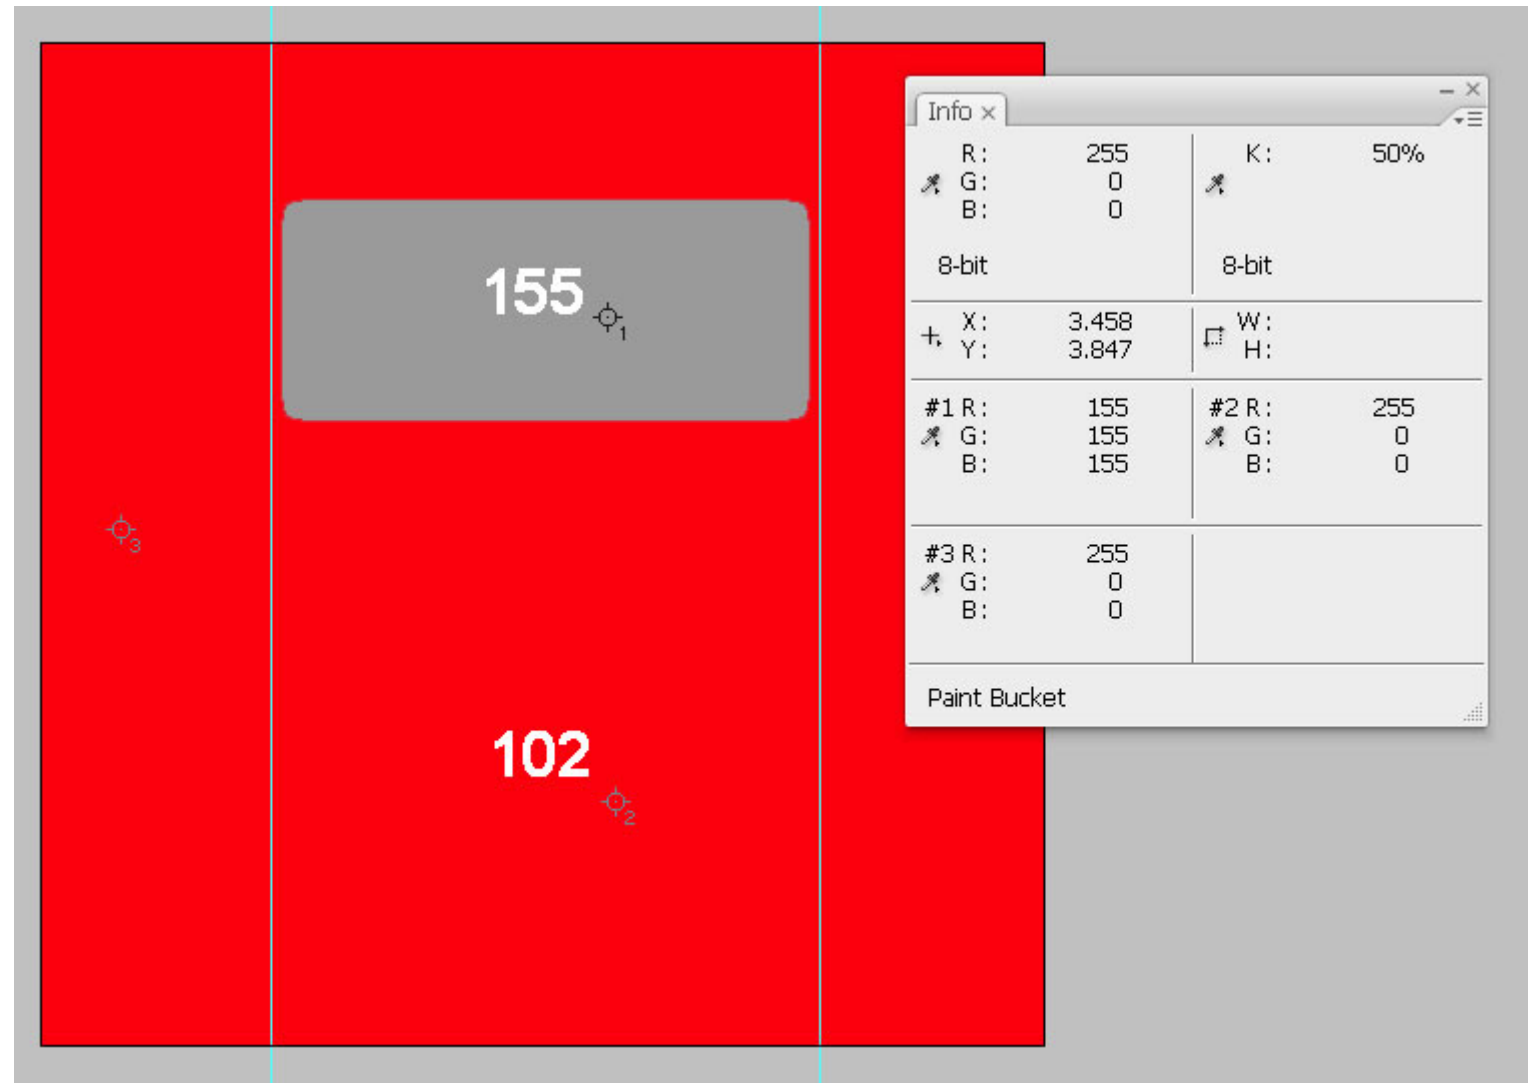 155
1
3
102
2
Info ×
R: 255 K: 50%
G: 0
B: 0
8-bit 8-bit
X: 3.458 W:
Y: 3.847 H:
#1 R: 155 #2 R: 255
G: 155 G: 0
B: 155 B: 0
#3 R: 255
G: 0
B: 0
Paint Bucket